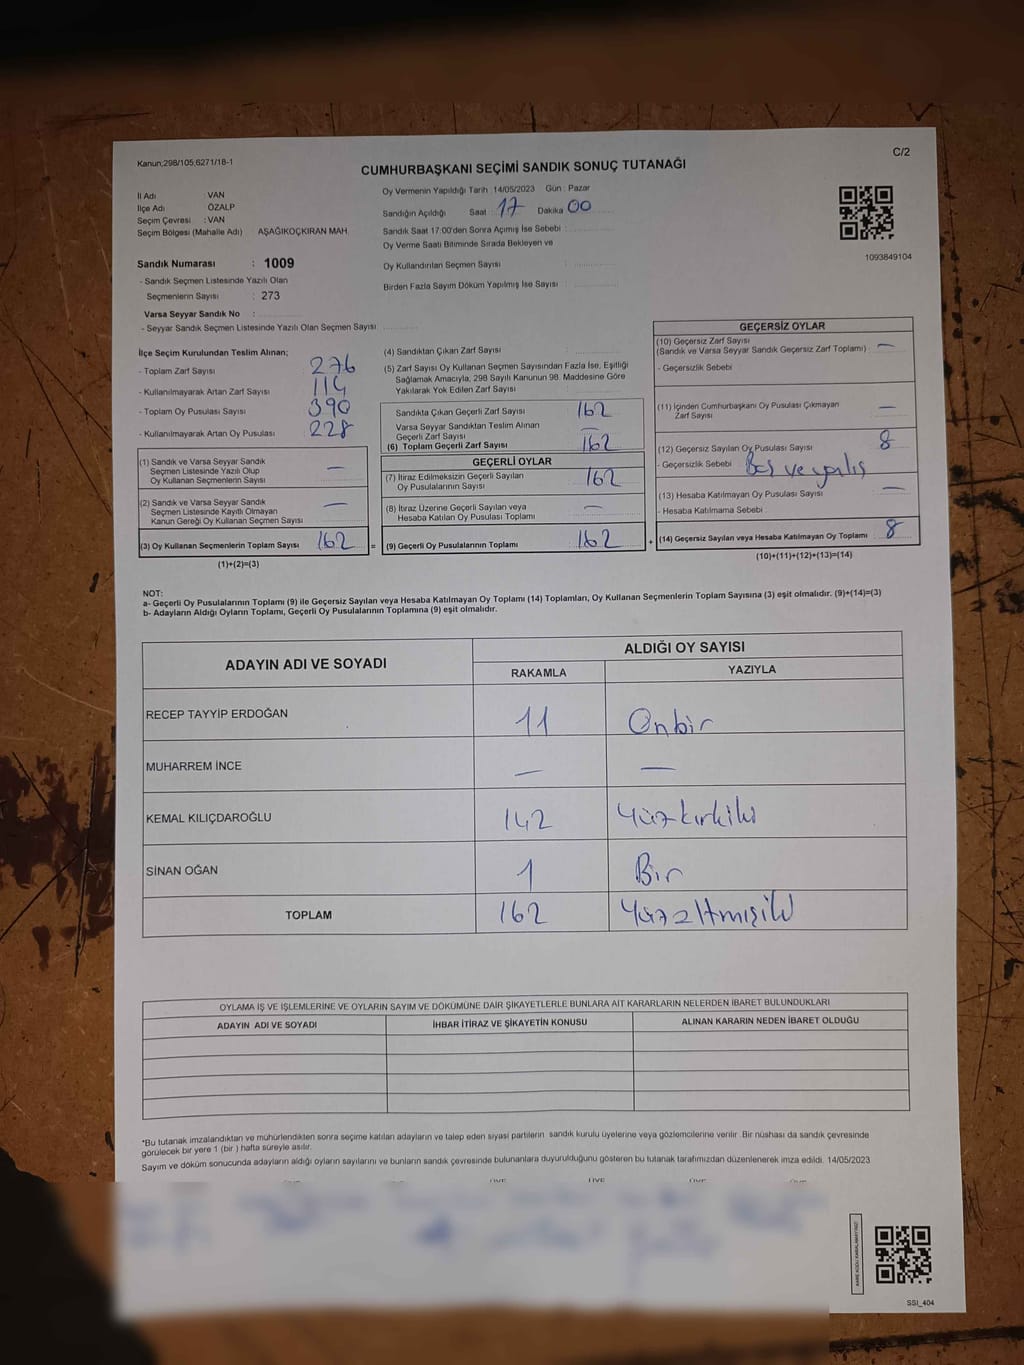 Kanun;298/105;6271/18-1
C/2
CUMHURBAŞKANI SEÇİMİ SANDIK SONUÇ TUTANAĞI
İl Adı : VAN
İlçe Adı : ÖZALP
Seçim Çevresi : VAN
Seçim Bölgesi (Mahalle Adı) AŞAĞIKOÇKIRAN MAH.
Sandık Numarası : 1009
- Sandık Seçmen Listesinde Yazılı Olan
Seçmenlerin Sayısı : 273
Varsa Seyyar Sandık No :
- Seyyar Sandık Seçmen Listesinde Yazılı Olan Seçmen Sayısı
Oy Vermenin Yapıldığı Tarih :14/05/2023 Gün : Pazar
Sandığın Açıldığı Saat : 17 Dakika 00
Sandık Saat 17:00'den Sonra Açımış İse Sebebi :
Oy Verme Saati Bitiminde Sırada Bekleyen ve
Oy Kullandırılan Seçmen Sayısı :
Birden Fazla Sayım Döküm Yapılmış İse Sayısı :
1093849104
İlçe Seçim Kurulundan Teslim Alınan;
- Toplam Zarf Sayısı 276
- Kullanılmayarak Artan Zarf Sayısı 114
- Toplam Oy Pusulası Sayısı 390
- Kullanılmayarak Artan Oy Pusulası 228
(1) Sandık ve Varsa Seyyar Sandık
Seçmen Listesinde Yazılı Olup
Oy Kullanan Seçmenlerin Sayısı —
(2) Sandık ve Varsa Seyyar Sandık
Seçmen Listesinde Kayıtlı Olmayan
Kanun Gereği Oy Kullanan Seçmen Sayısı —
(3) Oy Kullanan Seçmenlerin Toplam Sayısı 162 =
(1)+(2)=(3)
(4) Sandıktan Çıkan Zarf Sayısı
(5) Zarf Sayısı Oy Kullanan Seçmen Sayısından Fazla İse, Eşitliği
Sağlamak Amacıyla; 298 Sayılı Kanunun 98. Maddesine Göre
Yakılarak Yok Edilen Zarf Sayısı
Sandıkta Çıkan Geçerli Zarf Sayısı 162
Varsa Seyyar Sandıktan Teslim Alınan
Geçerli Zarf Sayısı —
(6) Toplam Geçerli Zarf Sayısı 162
GEÇERLİ OYLAR
(7) İtiraz Edilmeksizin Geçerli Sayılan
Oy Pusulalarının Sayısı 162
(8) İtiraz Üzerine Geçerli Sayılan veya
Hesaba Katılan Oy Pusulası Toplamı —
(9) Geçerli Oy Pusulalarının Toplamı 162 +
GEÇERSİZ OYLAR
(10) Geçersiz Zarf Sayısı
(Sandık ve Varsa Seyyar Sandık Geçersiz Zarf Toplamı) : —
- Geçersizlik Sebebi
(11) İçinden Cumhurbaşkanı Oy Pusulası Çıkmayan
Zarf Sayısı —
(12) Geçersiz Sayılan Oy Pusulası Sayısı 8
- Geçersizlik Sebebi Boş ve yanlış
(13) Hesaba Katılmayan Oy Pusulası Sayısı —
- Hesaba Katılmama Sebebi
(14) Geçersiz Sayılan veya Hesaba Katılmayan Oy Toplamı 8
(10)+(11)+(12)+(13)=(14)
NOT:
a- Geçerli Oy Pusulalarının Toplamı (9) ile Geçersiz Sayılan veya Hesaba Katılmayan Oy Toplamı (14) Toplamları, Oy Kullanan Seçmenlerin Toplam Sayısına (3) eşit olmalıdır. (9)+(14)=(3)
b- Adayların Aldığı Oyların Toplamı, Geçerli Oy Pusulalarının Toplamına (9) eşit olmalıdır.
ADAYIN ADI VE SOYADI
ALDIĞI OY SAYISI
RAKAMLA YAZIYLA
RECEP TAYYİP ERDOĞAN 11 Onbir
MUHARREM İNCE — —
KEMAL KILIÇDAROĞLU 142 Yüzkırkiki
SİNAN OĞAN 1 Bir
TOPLAM 162 Yüzaltmışiki
OYLAMA İŞ VE İŞLEMLERİNE VE OYLARIN SAYIM VE DÖKÜMÜNE DAİR ŞİKAYETLERLE BUNLARA AİT KARARLARIN NELERDEN İBARET BULUNDUKLARI
ADAYIN ADI VE SOYADI İHBAR İTİRAZ VE ŞİKAYETİN KONUSU ALINAN KARARIN NEDEN İBARET OLDUĞU
*Bu tutanak imzalandıktan ve mühürlendikten sonra seçime katılan adayların ve talep eden siyasi partilerin sandık kurulu üyelerine veya gözlemcilerine verilir .Bir nüshası da sandık çevresinde
görülecek bir yere 1 (bir ) hafta süreyle asılır.
Sayım ve döküm sonucunda adayların aldığı oyların sayılarını ve bunların sandık çevresinde bulunanlara duyurulduğunu gösteren bu tutanak tarafımızdan düzenlenerek imza edildi. 14/05/2023
SSI_404